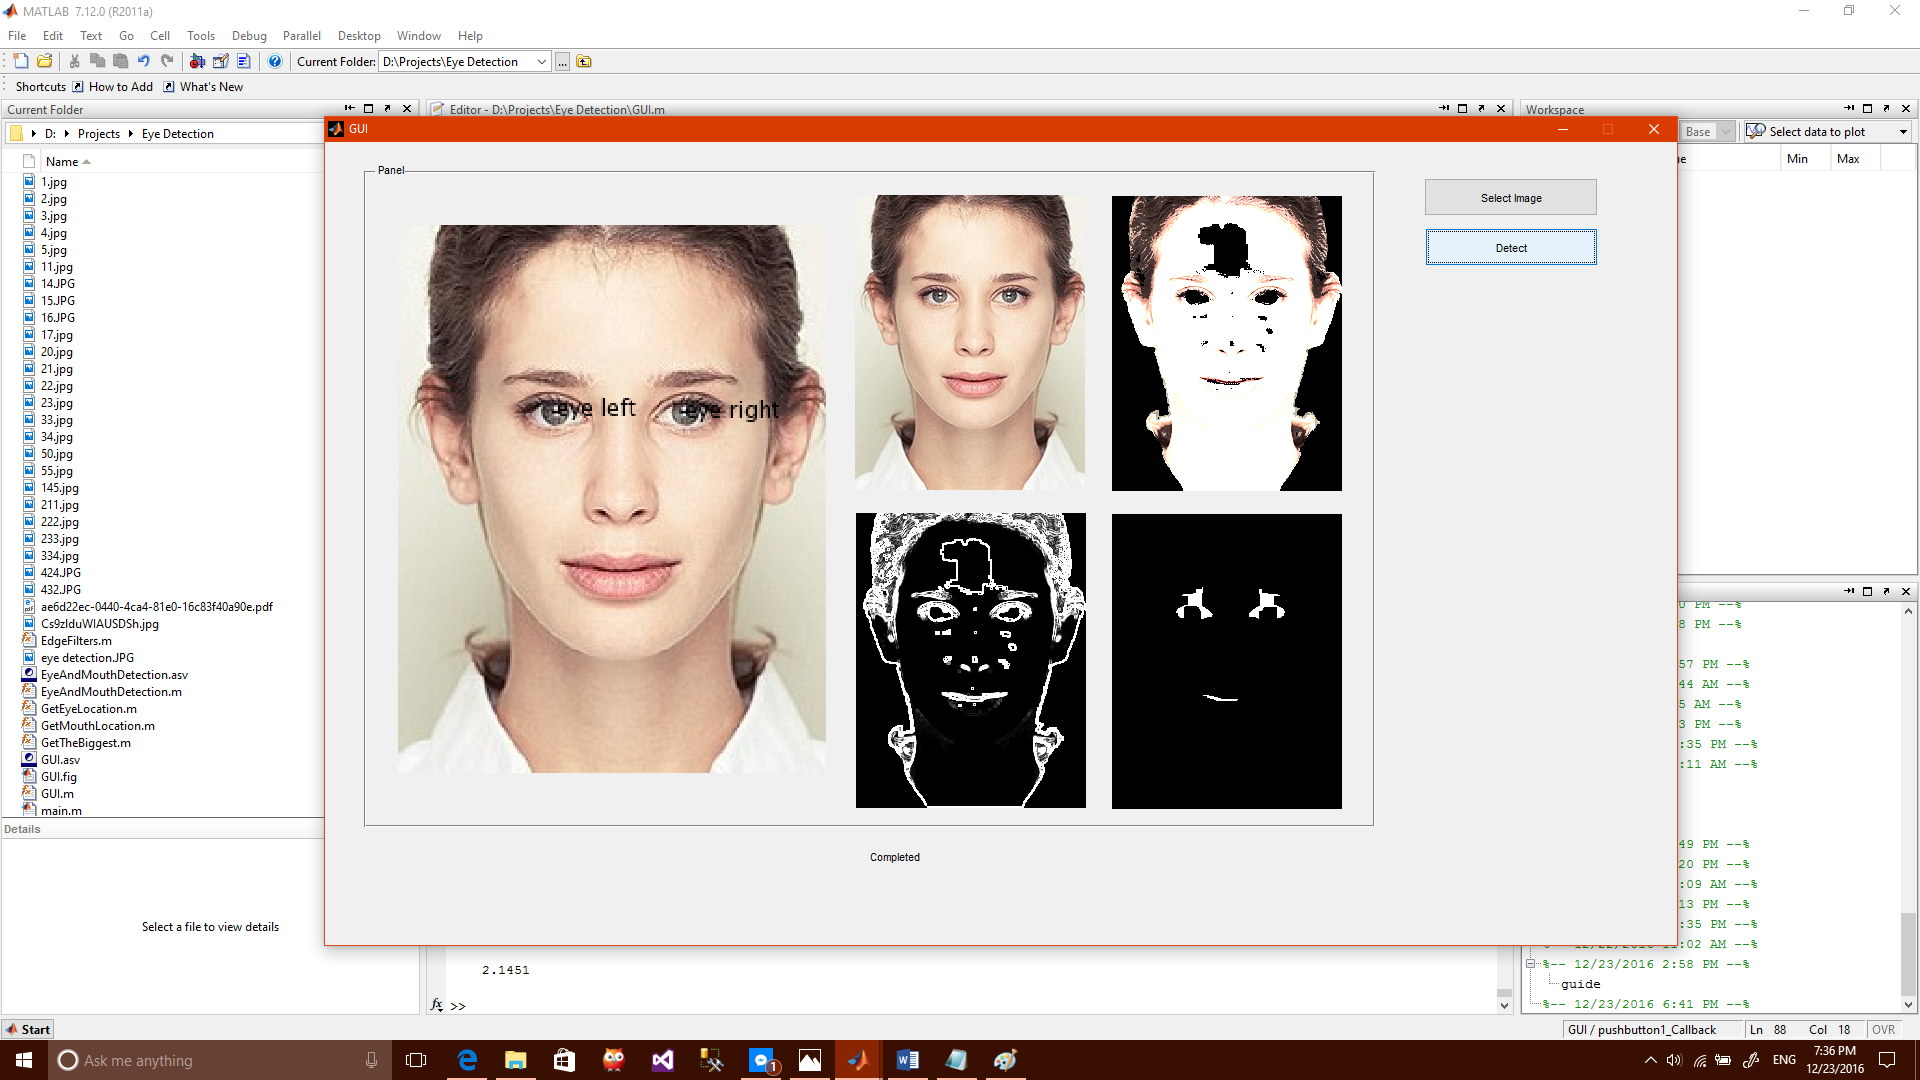 MATLAB 7.12.0 (R2011a)
File Edit Text Go Cell Tools Debug Parallel Desktop Window Help
Current Folder: D:\Projects\Eye Detection ...
Shortcuts How to Add What's New
Current Folder
Editor - D:\Projects\Eye Detection\GUI.m
Workspace
D: Projects Eye Detection
GUI
Base
Select data to plot
Name
Min Max
1.jpg
2.jpg
3.jpg
4.jpg
5.jpg
11.jpg
14.JPG
15.JPG
16.JPG
17.jpg
20.jpg
21.jpg
22.jpg
23.jpg
33.jpg
34.jpg
50.jpg
55.jpg
145.jpg
211.jpg
222.jpg
233.jpg
334.jpg
424.JPG
432.JPG
ae6d22ec-0440-4ca4-81e0-16c83f40a90e.pdf
Cs9zIduWIAUSDSh.jpg
EdgeFilters.m
eye detection.JPG
EyeAndMouthDetection.asv
EyeAndMouthDetection.m
GetEyeLocation.m
GetMouthLocation.m
GetTheBiggest.m
GUI.asv
GUI.fig
GUI.m
main.m
Details
Select a file to view details
Panel
eye left
eye right
Select Image
Detect
Completed
8 PM --%
57 PM --%
44 AM --%
5 AM --%
3 PM --%
:35 PM --%
:11 AM --%
49 PM --%
20 PM --%
:09 AM --%
13 PM --%
:35 PM --%
:02 AM --%
%-- 12/23/2016 2:58 PM --%
guide
%-- 12/23/2016 6:41 PM --%
2.1451
fx >>
Start
GUI / pushbutton1_Callback Ln 88 Col 18 OVR
Ask me anything
1
ENG
7:36 PM
12/23/2016